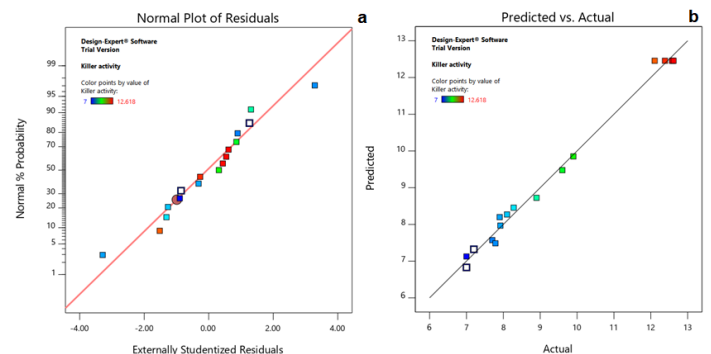 Normal Plot of Residuals
a
Design-Expert® Software
Trial Version
Killer activity
Color points by value of
Killer activity:
7 12.618
Normal % Probability
99
95
90
80
70
50
30
20
10
5
1
-4.00 -2.00 0.00 2.00 4.00
Externally Studentized Residuals
Predicted vs. Actual
b
Design-Expert® Software
Trial Version
Killer activity
Color points by value of
Killer activity:
7 12.618
Predicted
13
12
11
10
9
8
7
6
6 7 8 9 10 11 12 13
Actual